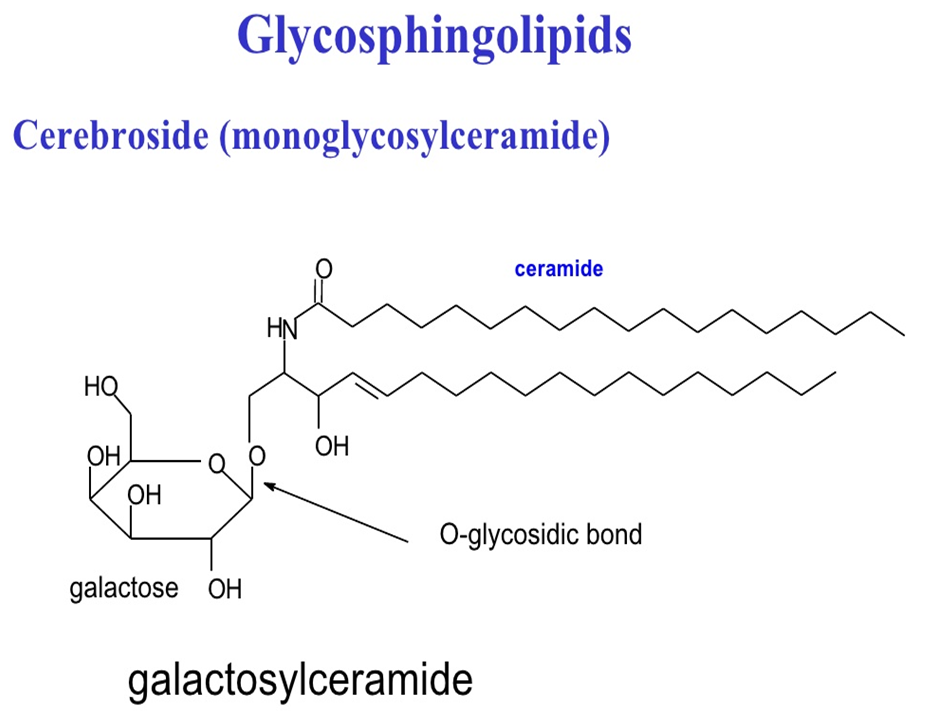 Glycosphingolipids
Cerebroside (monoglycosylceramide)
O
ceramide
HN
HO
OH
OH
O
O
OH
O-glycosidic bond
galactose
OH
galactosylceramide